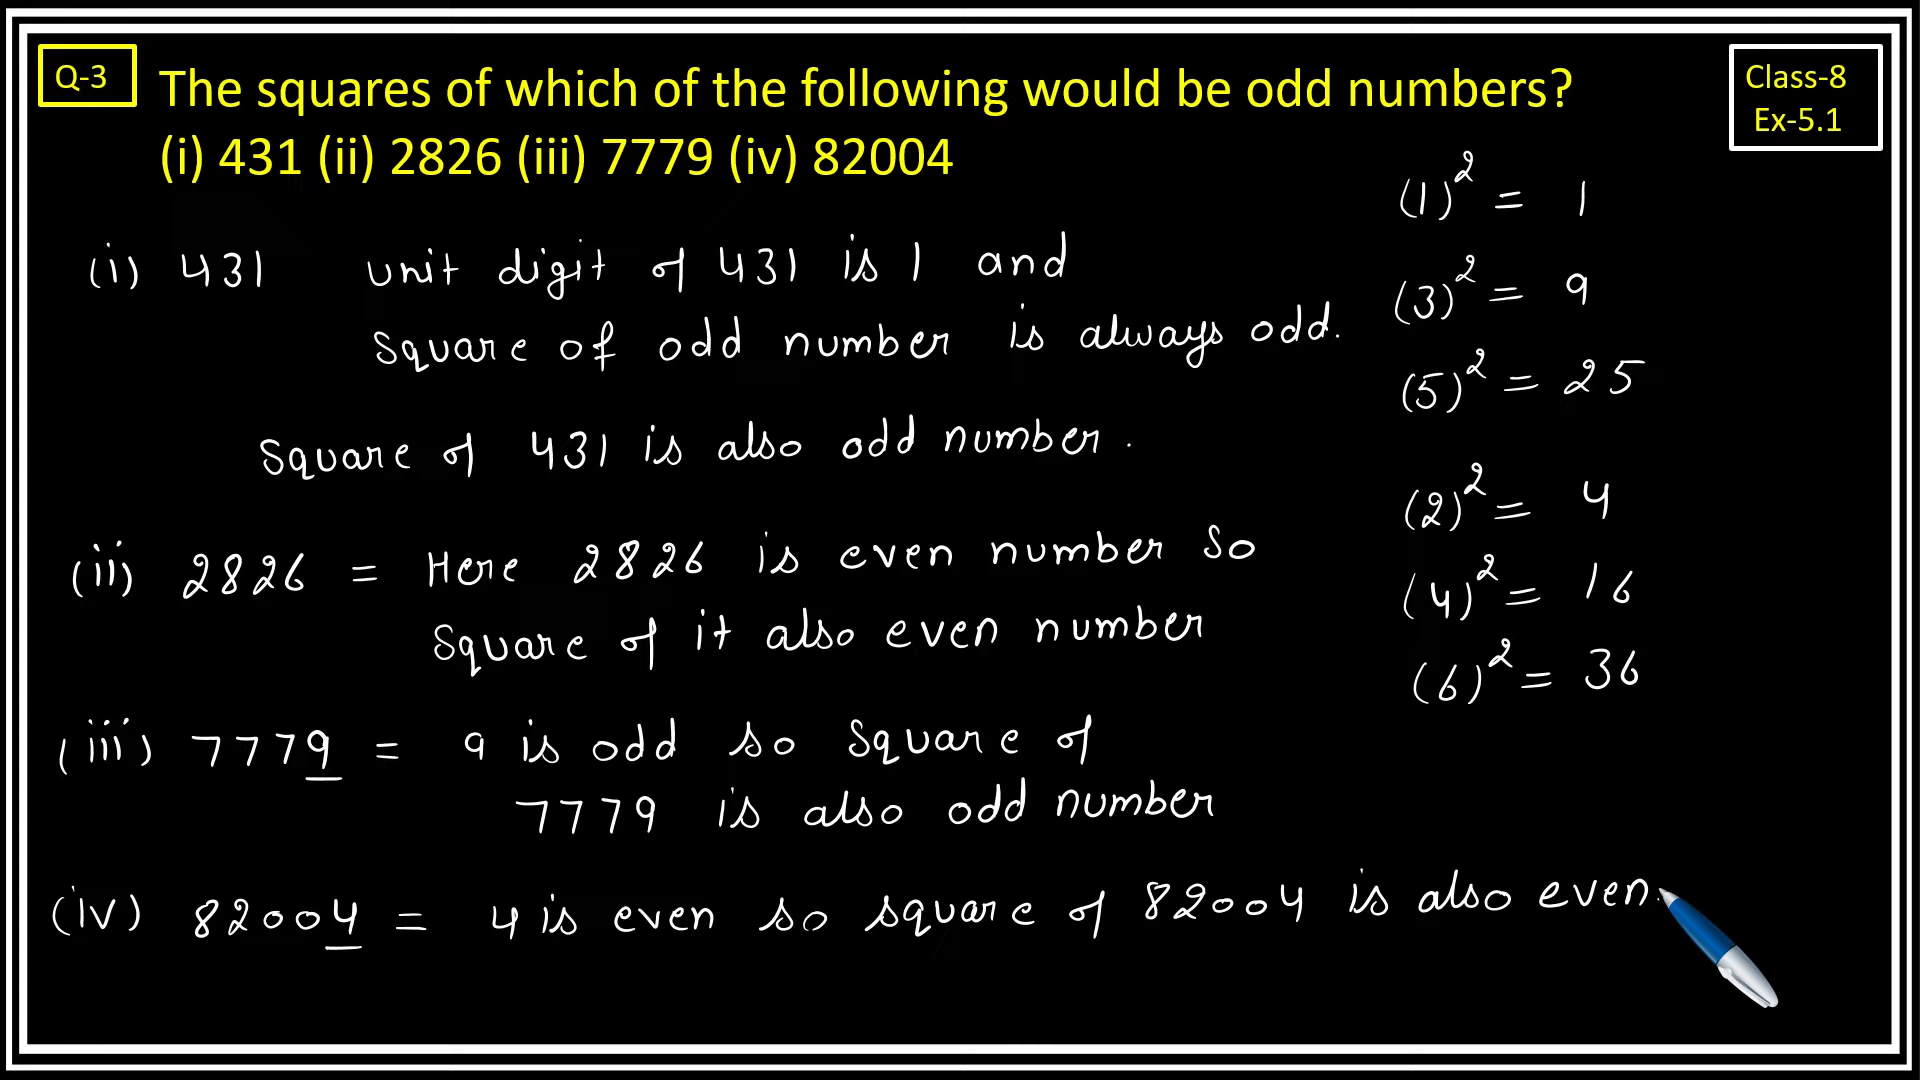 Q-3
The squares of which of the following would be odd numbers?
(i) 431 (ii) 2826 (iii) 7779 (iv) 82004
Class-8
Ex-5.1
(i) 431 unit digit of 431 is 1 and
Square of odd number is always odd.
Square of 431 is also odd number.
(ii) 2826 = Here 2826 is even number So
Square of it also even number
(iii) 7779 = 9 is odd so Square of
7779 is also odd number
(iv) 82004 = 4 is even so square of 82004 is also even.
(1)² = 1
(3)² = 9
(5)² = 25
(2)² = 4
(4)² = 16
(6)² = 36